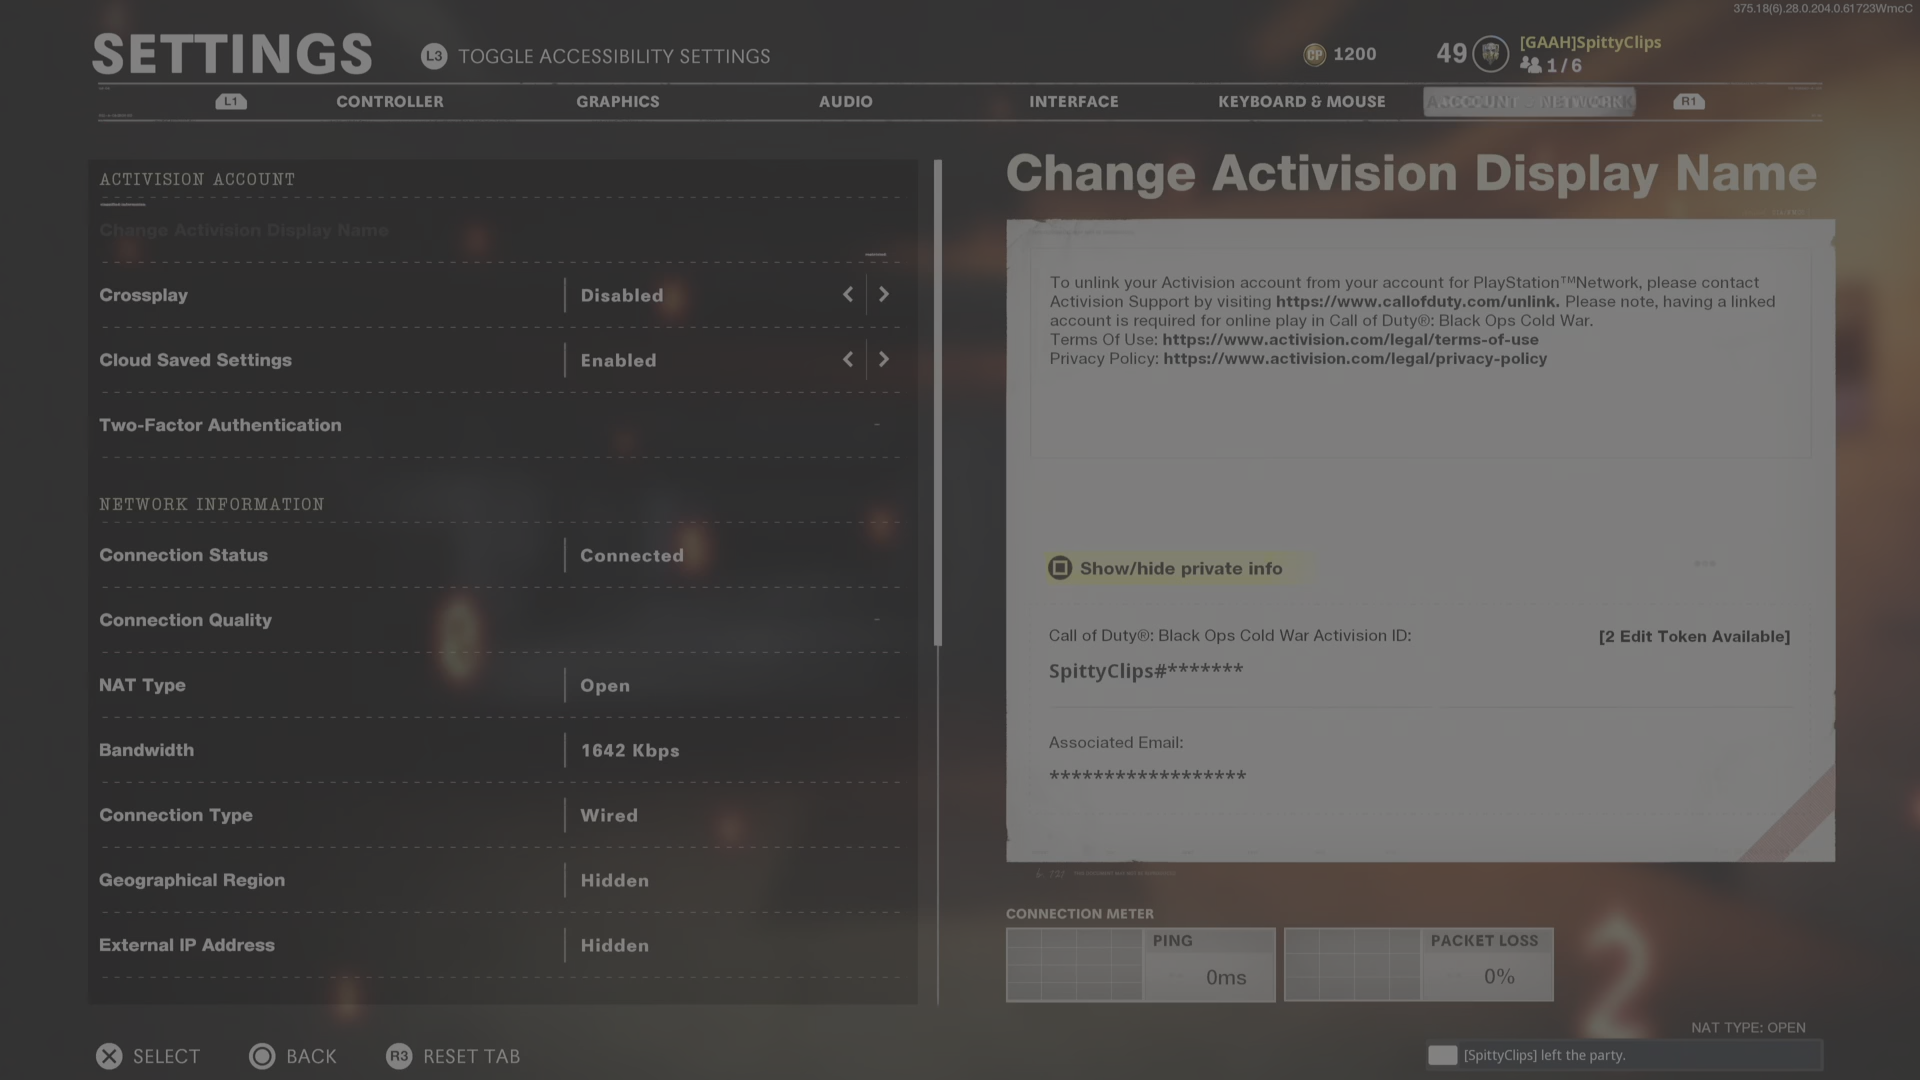 375.18(6).28.0.204.0.61723WmcC
SETTINGS
L3 TOGGLE ACCESSIBILITY SETTINGS
CP 1200
49
[GAAH]SpittyClips
1 / 6
L1 CONTROLLER GRAPHICS AUDIO INTERFACE KEYBOARD & MOUSE ACCOUNT & NETWORK R1
ACTIVISION ACCOUNT
Change Activision Display Name
Crossplay Disabled
Cloud Saved Settings Enabled
Two-Factor Authentication -
NETWORK INFORMATION
Connection Status Connected
Connection Quality -
NAT Type Open
Bandwidth 1642 Kbps
Connection Type Wired
Geographical Region Hidden
External IP Address Hidden
Change Activision Display Name
To unlink your Activision account from your account for PlayStation™Network, please contact
Activision Support by visiting https://www.callofduty.com/unlink. Please note, having a linked
account is required for online play in Call of Duty®: Black Ops Cold War.
Terms Of Use: https://www.activision.com/legal/terms-of-use
Privacy Policy: https://www.activision.com/legal/privacy-policy
Show/hide private info
Call of Duty®: Black Ops Cold War Activision ID: [2 Edit Token Available]
SpittyClips#*******
Associated Email:
******************
CONNECTION METER
PING
0ms
PACKET LOSS
0%
2
NAT TYPE: OPEN
[SpittyClips] left the party.
SELECT BACK R3 RESET TAB